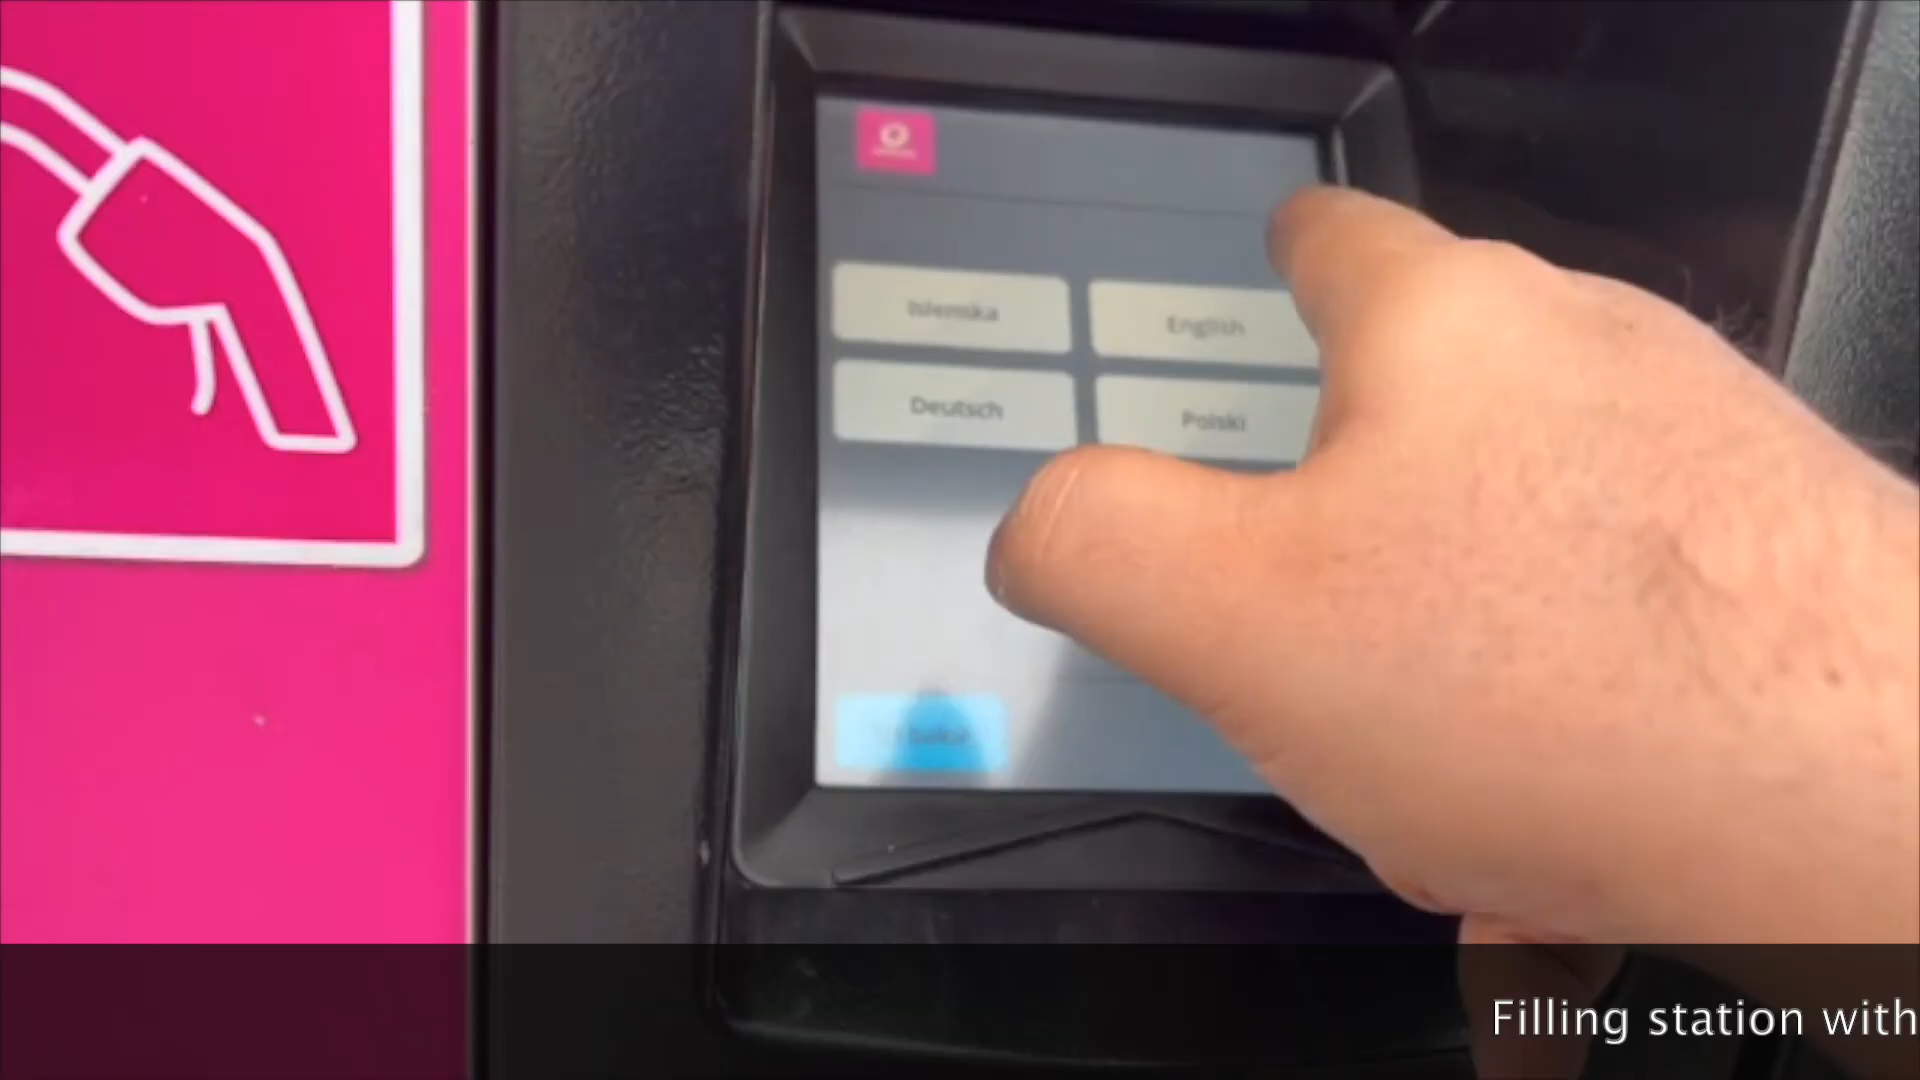 Íslenska
English
Deutsch
Polski
Filling station with